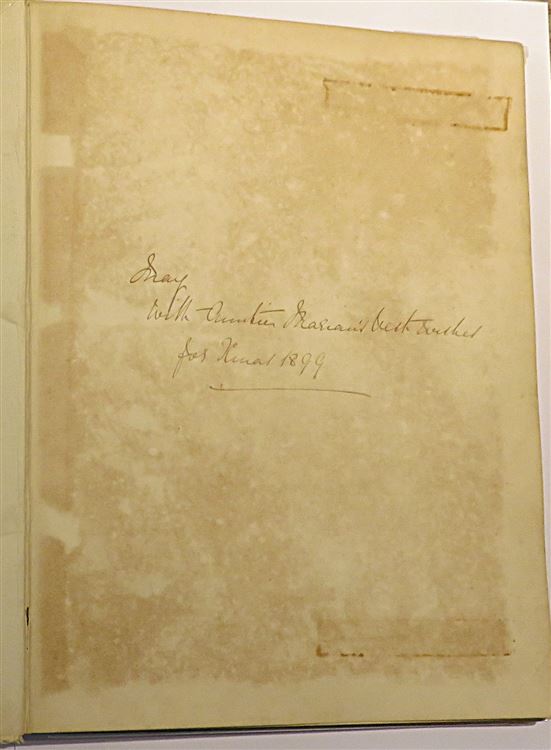 May
With Auntie Marian's best wishes
for Xmas 1899